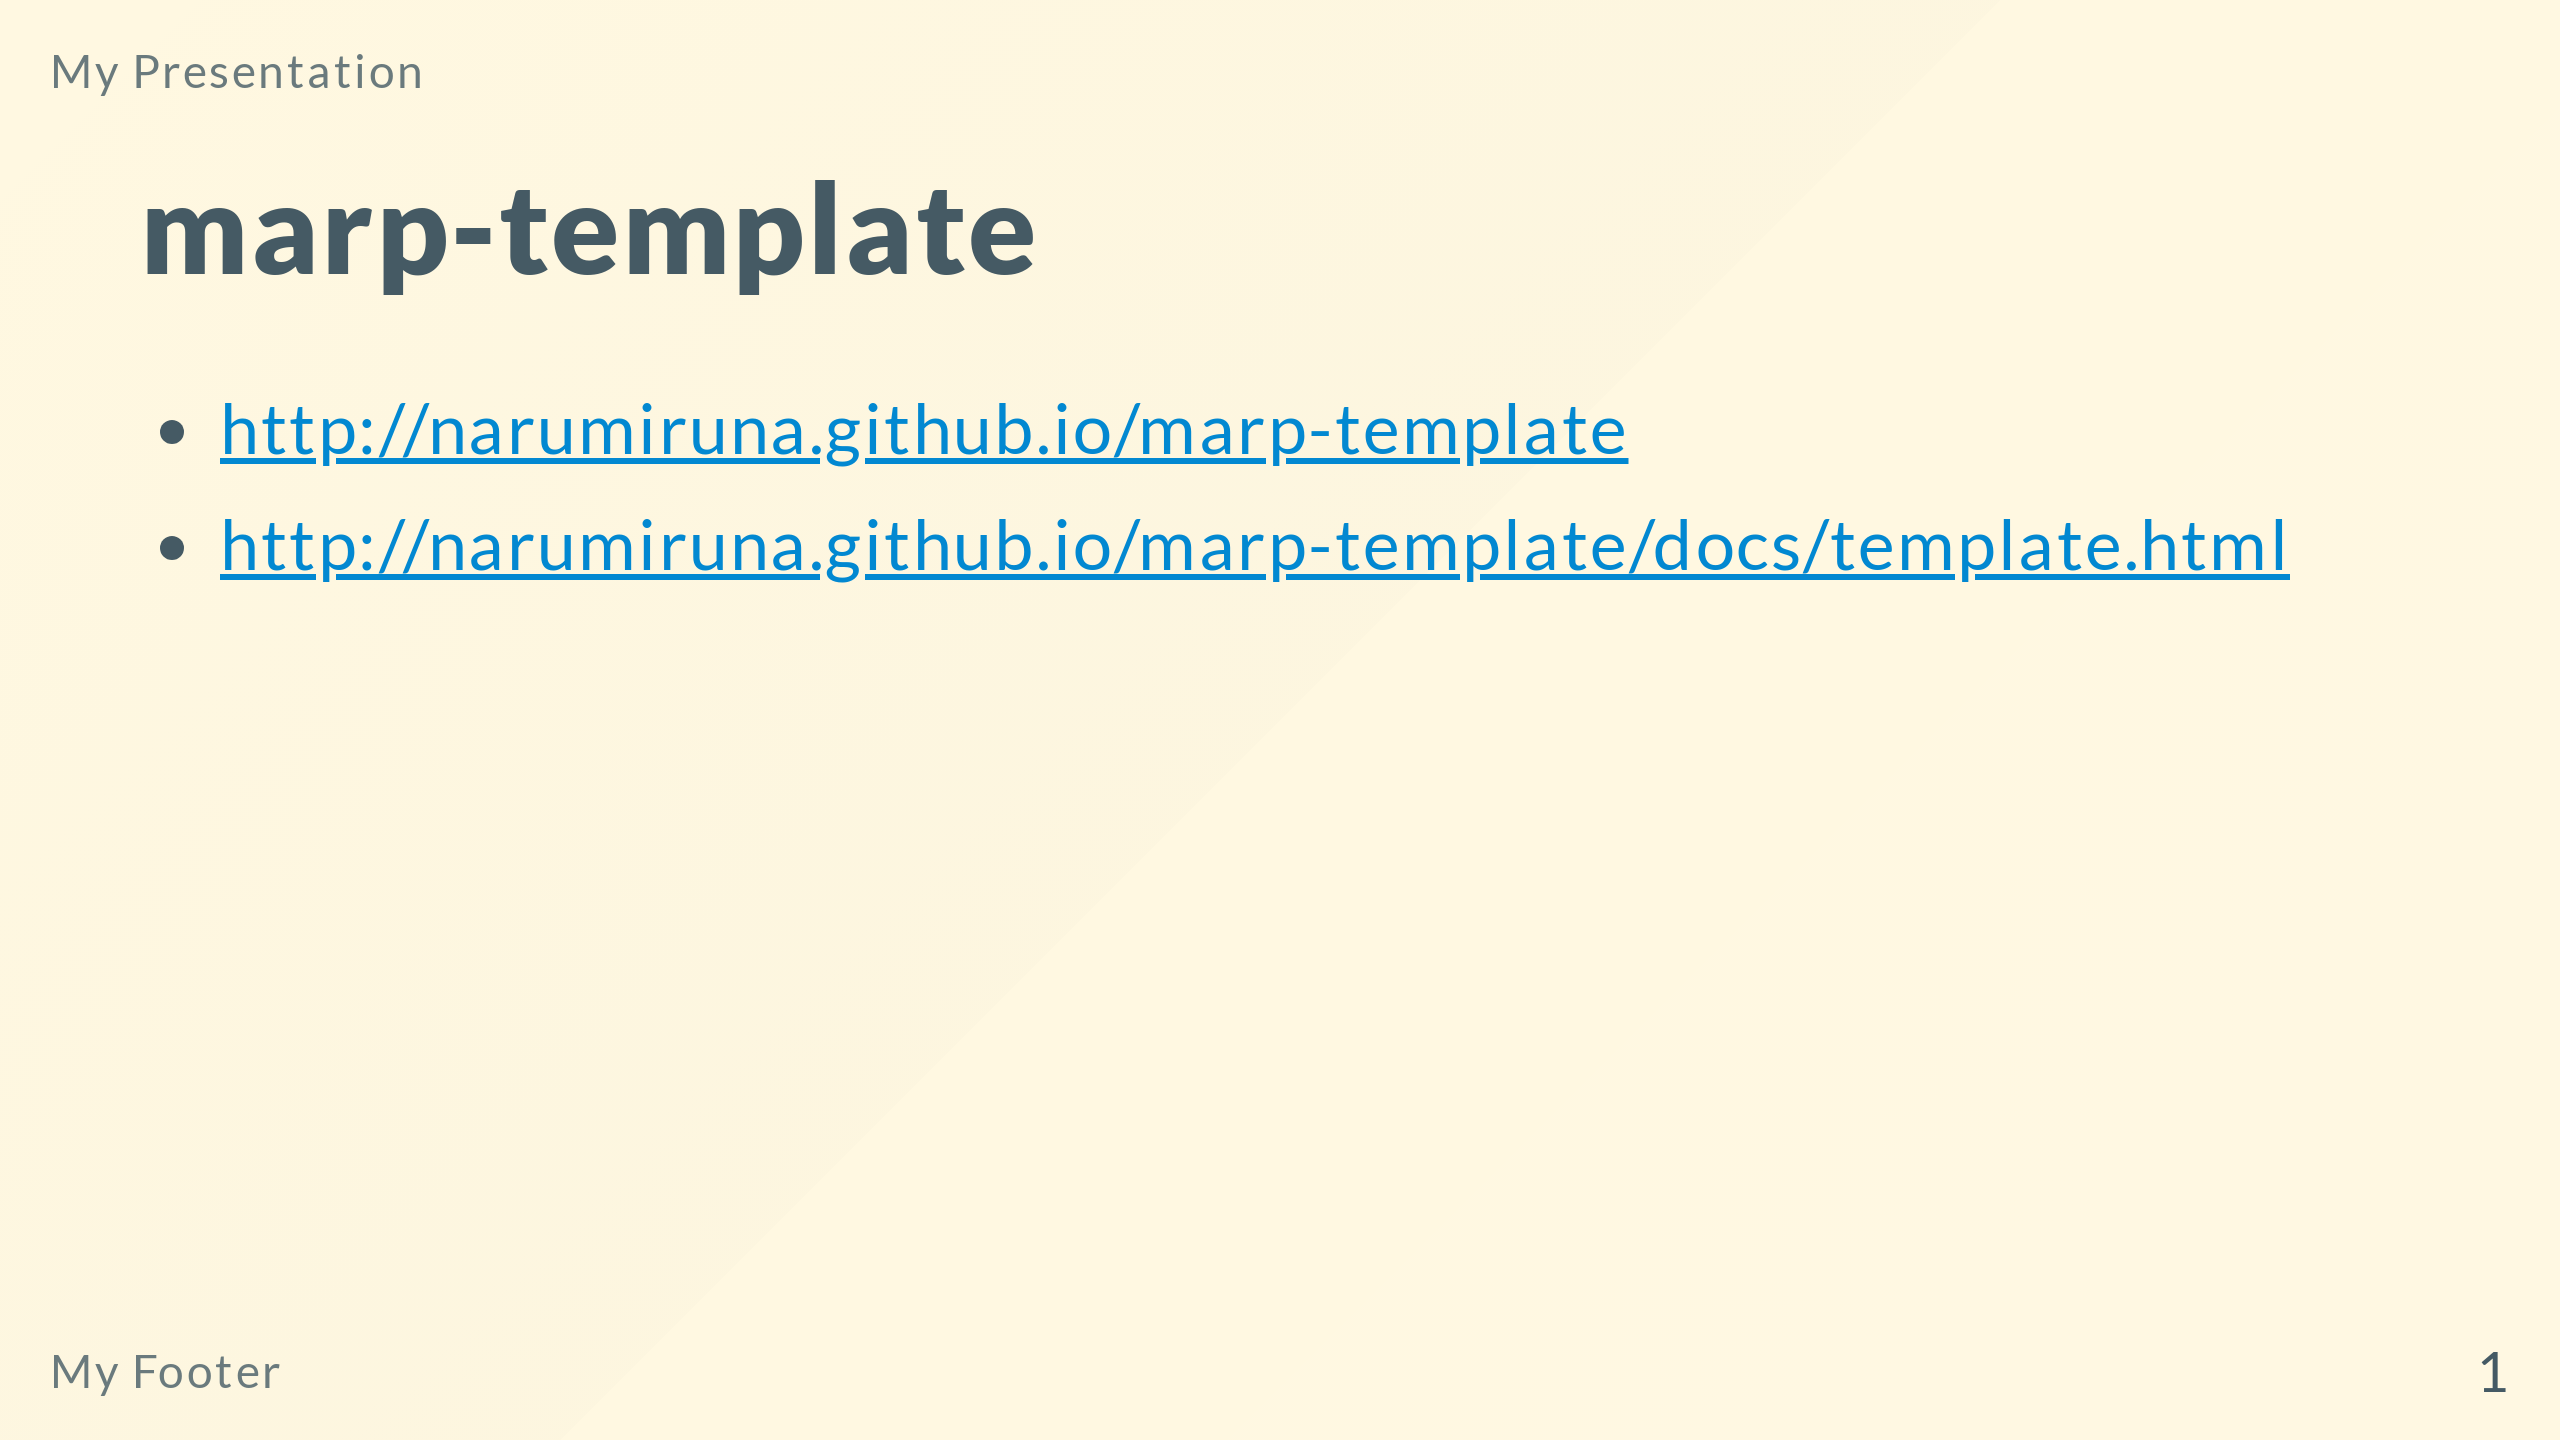 My Presentation
marp-template
http://narumiruna.github.io/marp-template
http://narumiruna.github.io/marp-template/docs/template.html
My Footer
1